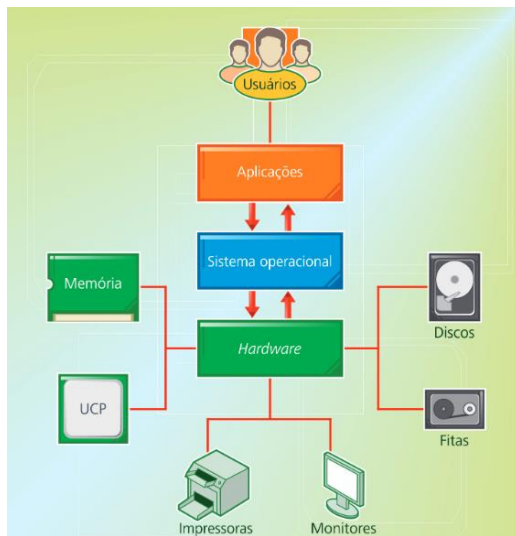 Usuários
Aplicações
Sistema operacional
Memória
Hardware
Discos
UCP
Fitas
Impressoras
Monitores